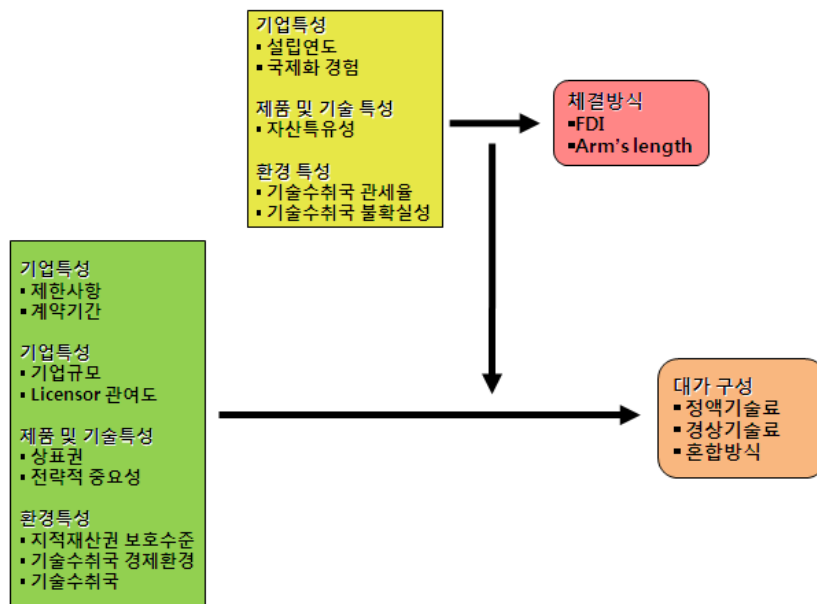 기업특성
▪ 설립연도
▪ 국제화 경험
제품 및 기술 특성
▪ 자산특유성
환경 특성
▪ 기술수취국 관세율
▪ 기술수취국 불확실성
체결방식
▪FDI
▪Arm's length
기업특성
▪ 제한사항
▪ 계약기간
기업특성
▪ 기업규모
▪ Licensor 관여도
제품 및 기술특성
▪ 상표권
▪ 전략적 중요성
환경특성
▪ 지적재산권 보호수준
▪ 기술수취국 경제환경
▪ 기술수취국
대가 구성
▪ 정액기술료
▪ 경상기술료
▪ 혼합방식